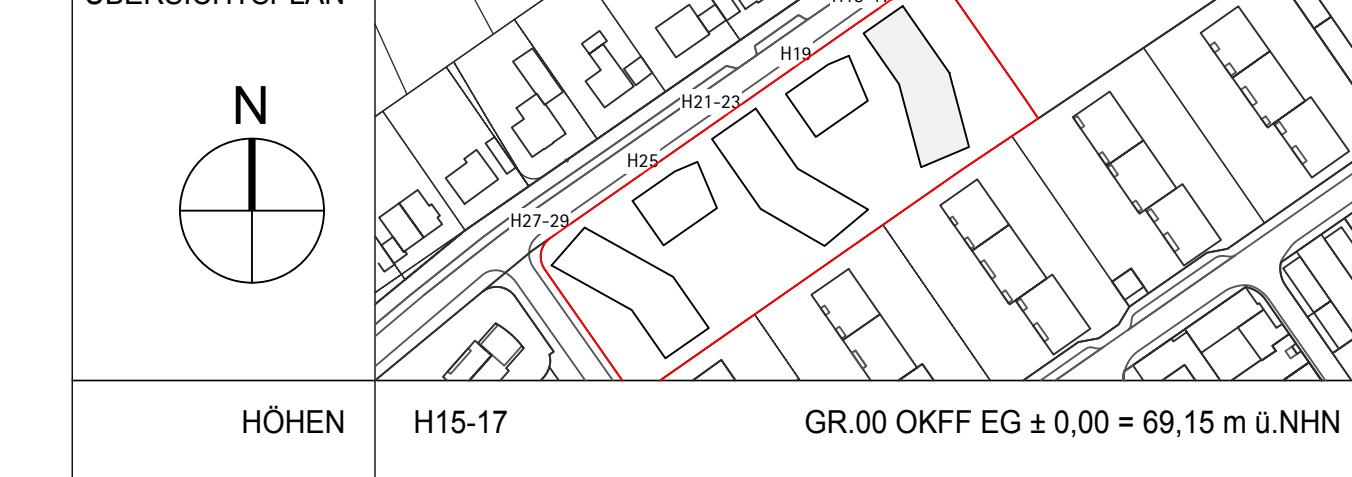 ÜBERSICHTSPLAN
H19
H21-23
H25
H27-29
N
HÖHEN
H15-17
GR.00 OKFF EG ± 0,00 = 69,15 m ü.NHN